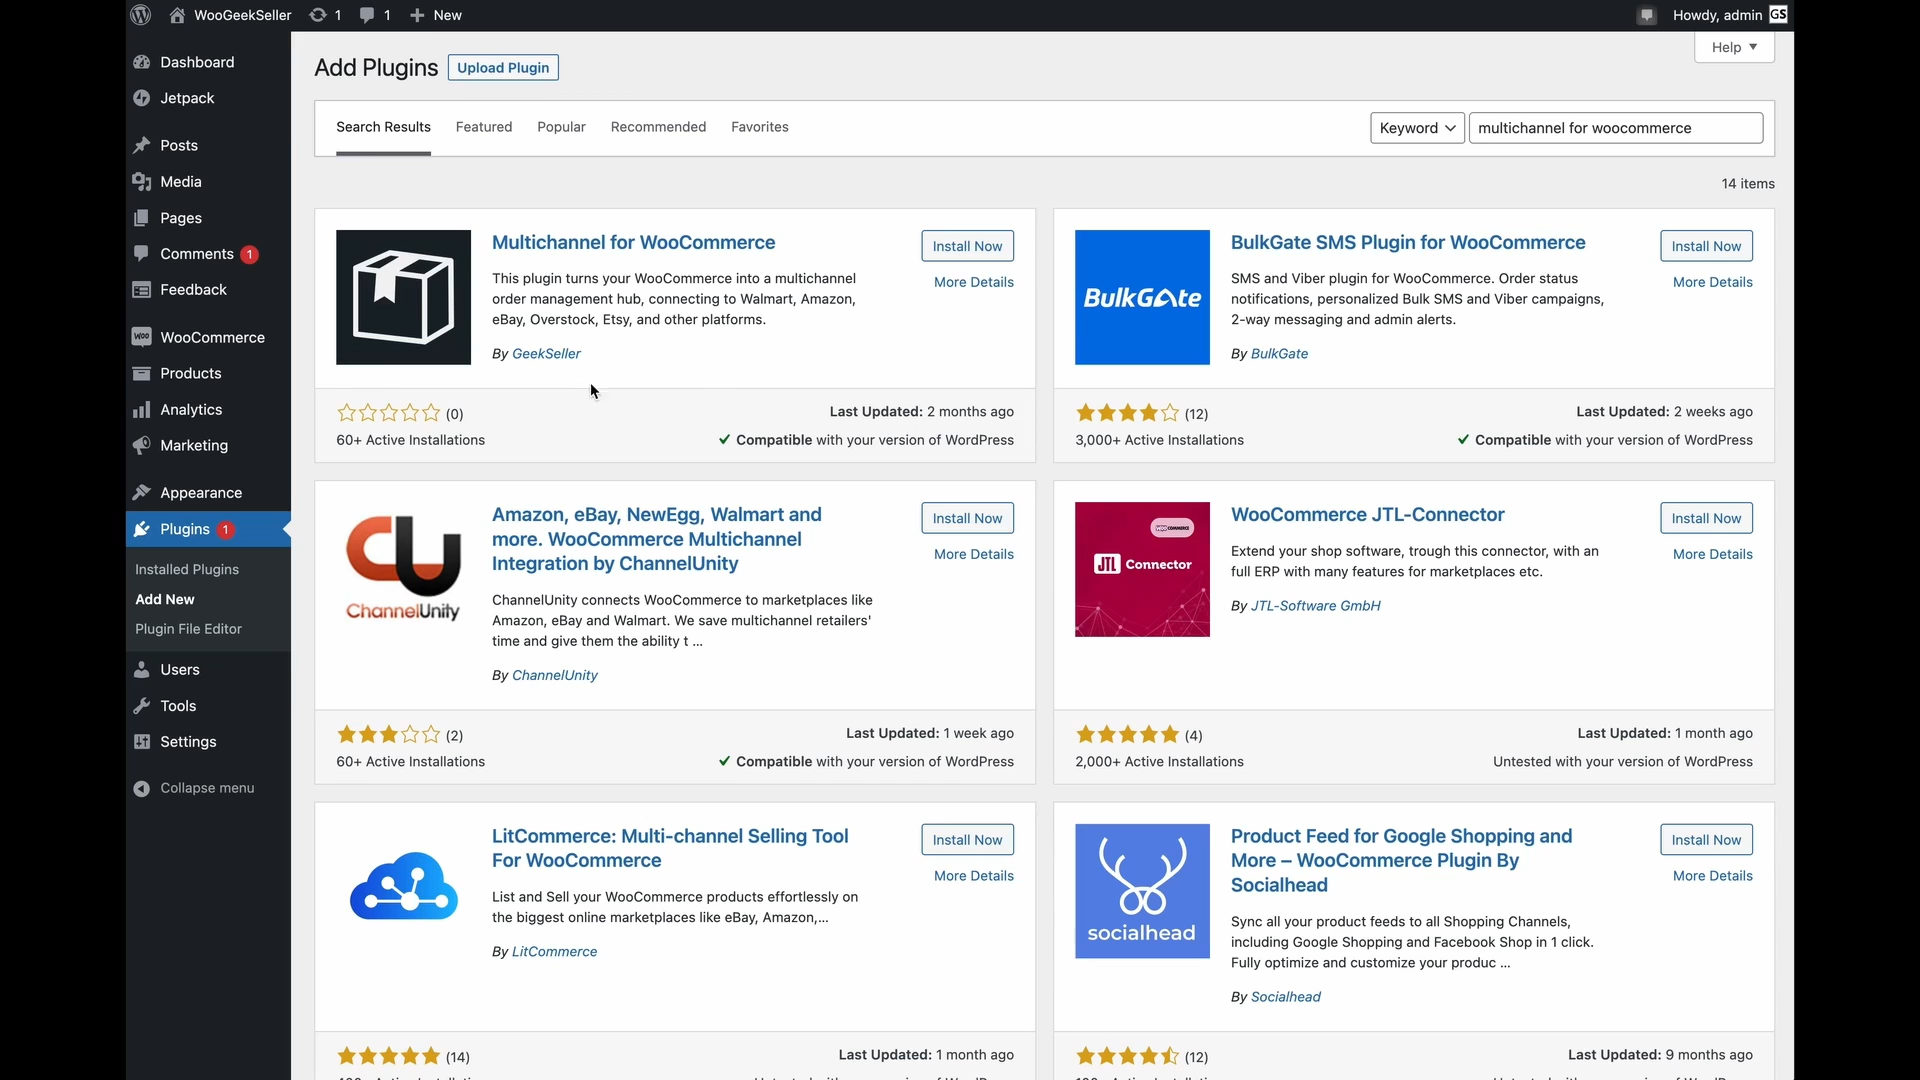 WooGeekSeller 1 1 New
Howdy, admin GS
Help
Dashboard
Jetpack
Posts
Media
Pages
Comments 1
Feedback
WooCommerce
Products
Analytics
Marketing
Appearance
Plugins 1
Installed Plugins
Add New
Plugin File Editor
Users
Tools
Settings
Collapse menu
Add Plugins Upload Plugin
Search Results Featured Popular Recommended Favorites
Keyword multichannel for woocommerce
14 items
Multichannel for WooCommerce
Install Now
More Details
This plugin turns your WooCommerce into a multichannel
order management hub, connecting to Walmart, Amazon,
eBay, Overstock, Etsy, and other platforms.
By GeekSeller
(0)
Last Updated: 2 months ago
60+ Active Installations
Compatible with your version of WordPress
BulkGate
BulkGate SMS Plugin for WooCommerce
Install Now
More Details
SMS and Viber plugin for WooCommerce. Order status
notifications, personalized Bulk SMS and Viber campaigns,
2-way messaging and admin alerts.
By BulkGate
(12)
Last Updated: 2 weeks ago
3,000+ Active Installations
Compatible with your version of WordPress
ChannelUnity
Amazon, eBay, NewEgg, Walmart and
more. WooCommerce Multichannel
Integration by ChannelUnity
Install Now
More Details
ChannelUnity connects WooCommerce to marketplaces like
Amazon, eBay and Walmart. We save multichannel retailers'
time and give them the ability t ...
By ChannelUnity
(2)
Last Updated: 1 week ago
60+ Active Installations
Compatible with your version of WordPress
WOO COMMERCE
JTL Connector
WooCommerce JTL-Connector
Install Now
More Details
Extend your shop software, trough this connector, with an
full ERP with many features for marketplaces etc.
By JTL-Software GmbH
(4)
Last Updated: 1 month ago
2,000+ Active Installations
Untested with your version of WordPress
LitCommerce: Multi-channel Selling Tool
For WooCommerce
Install Now
More Details
List and Sell your WooCommerce products effortlessly on
the biggest online marketplaces like eBay, Amazon,...
By LitCommerce
(14)
Last Updated: 1 month ago
socialhead
Product Feed for Google Shopping and
More – WooCommerce Plugin By
Socialhead
Install Now
More Details
Sync all your product feeds to all Shopping Channels,
including Google Shopping and Facebook Shop in 1 click.
Fully optimize and customize your produc ...
By Socialhead
(12)
Last Updated: 9 months ago